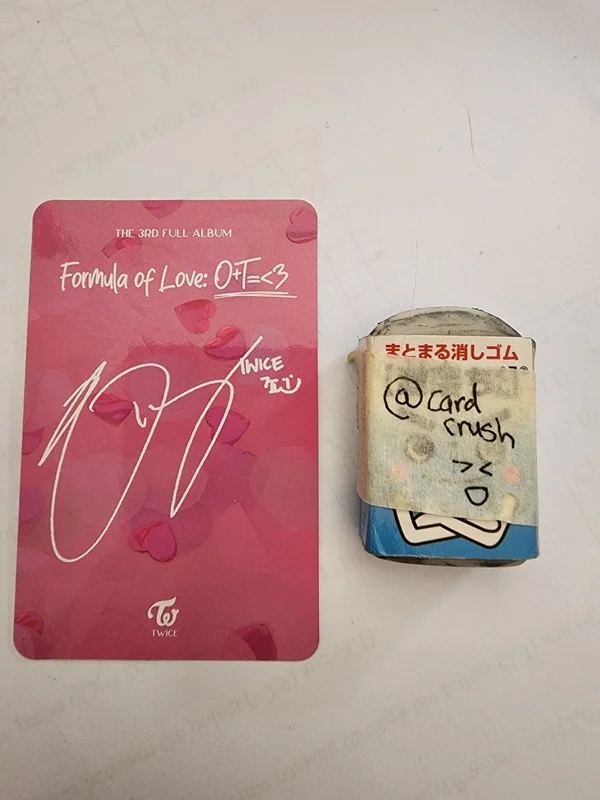 THE 3RD FULL ALBUM
Formula of Love: O+T=<3
TWICE
TWICE
まとまる消しゴム
@card
crush